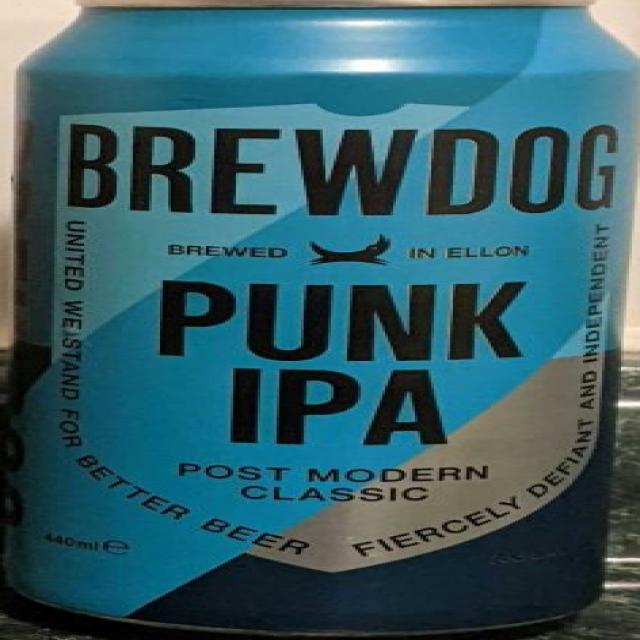 BREWDOG
BREWED IN ELLON
PUNK
IPA
POST MODERN
CLASSIC
UNITED WE STAND FOR BETTER BEER
FIERCELY DEFIANT AND INDEPENDENT
440ml ℮